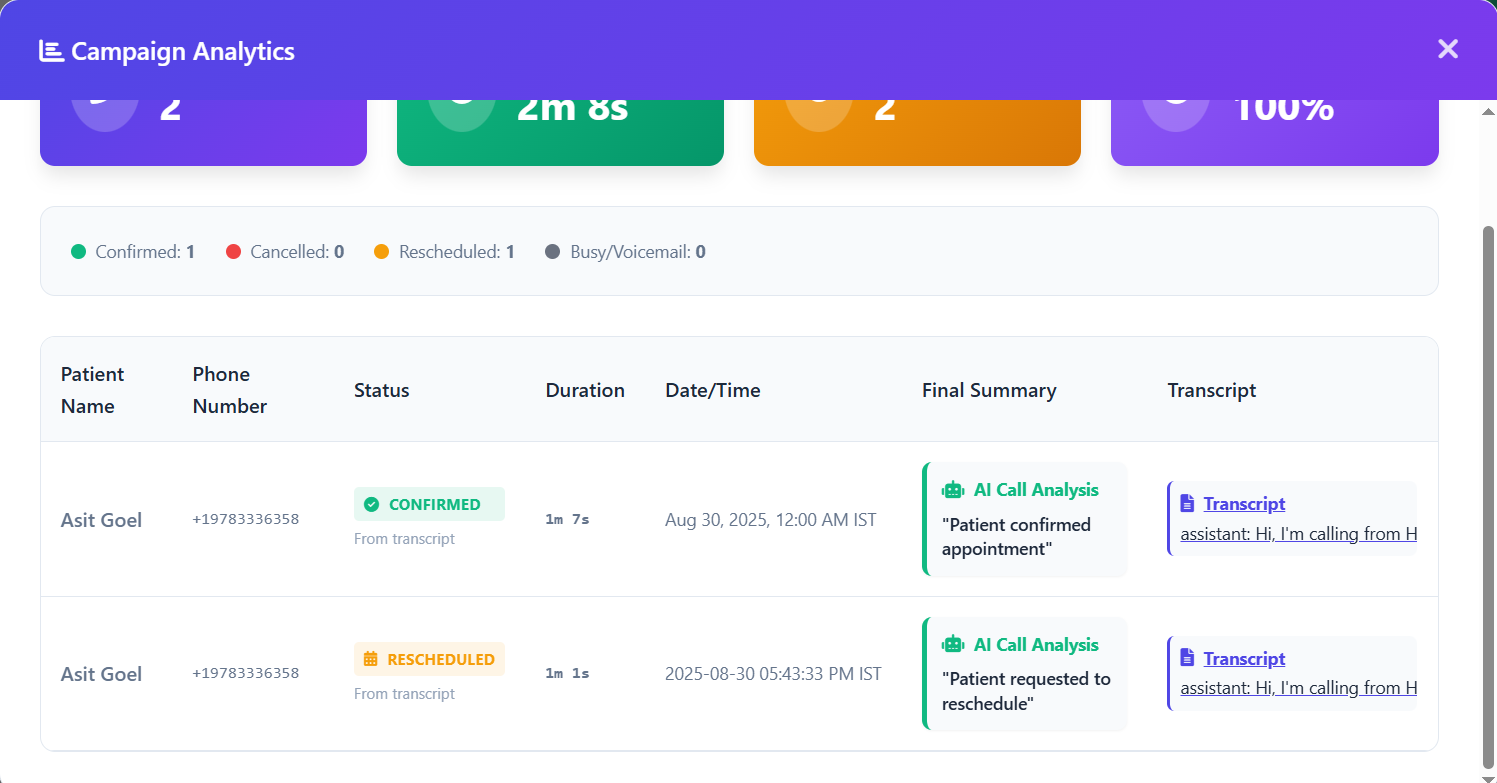 Campaign Analytics
2
2m 8s
2
100%
Confirmed: 1
Cancelled: 0
Rescheduled: 1
Busy/Voicemail: 0
Patient Name
Phone Number
Status
Duration
Date/Time
Final Summary
Transcript
Asit Goel
+19783336358
CONFIRMED
From transcript
1m 7s
Aug 30, 2025, 12:00 AM IST
AI Call Analysis
"Patient confirmed
appointment"
Transcript
assistant: Hi, I'm calling from H
Asit Goel
+19783336358
RESCHEDULED
From transcript
1m 1s
2025-08-30 05:43:33 PM IST
AI Call Analysis
"Patient requested to
reschedule"
Transcript
assistant: Hi, I'm calling from H